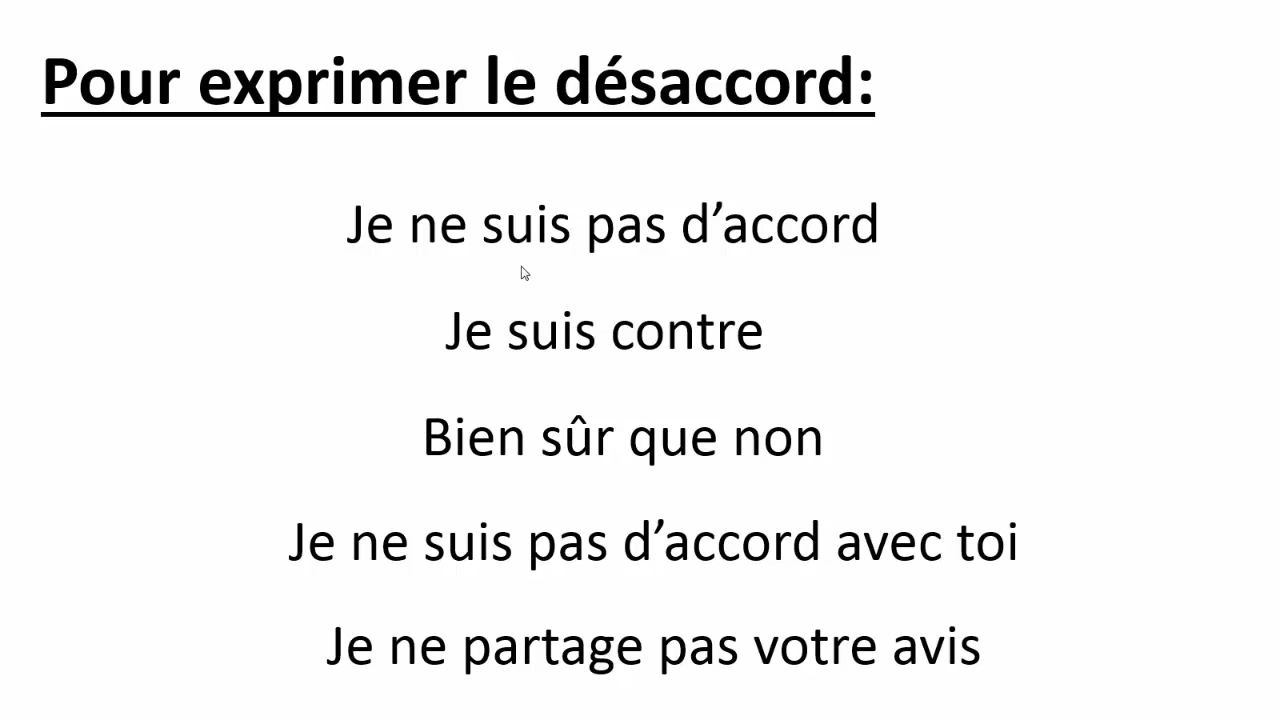 Pour exprimer le désaccord:
Je ne suis pas d’accord
Je suis contre
Bien sûr que non
Je ne suis pas d’accord avec toi
Je ne partage pas votre avis